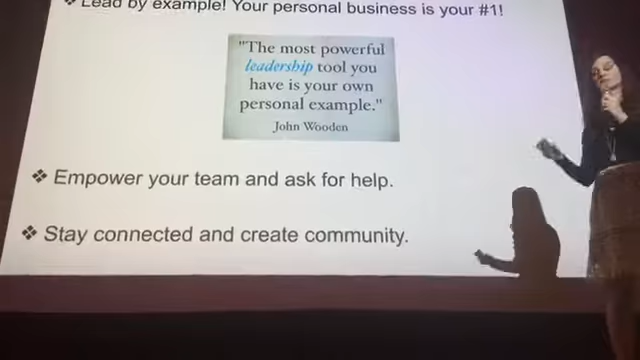 ❖ Lead by example! Your personal business is your #1!
"The most powerful
leadership tool you
have is your own
personal example."
John Wooden
❖ Empower your team and ask for help.
❖ Stay connected and create community.